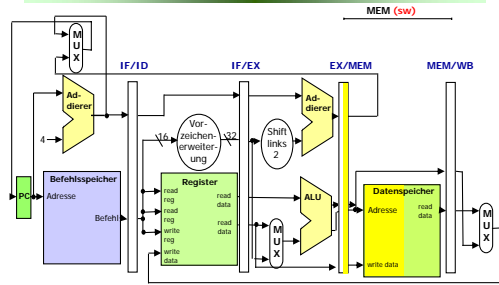 MEM (sw)
M
U
X
IF/ID
IF/EX
EX/MEM
MEM/WB
Ad-
dierer
4
16
Vor-
zeichen-
erweiter-
ung
32
Shift
links
2
Ad-
dierer
Befehlsspeicher
PC
Adresse
Befehl
Register
read
reg
read
reg
write
reg
write
data
read
data
read
data
M
U
X
ALU
Datenspeicher
Adresse
read
data
write data
M
U
X